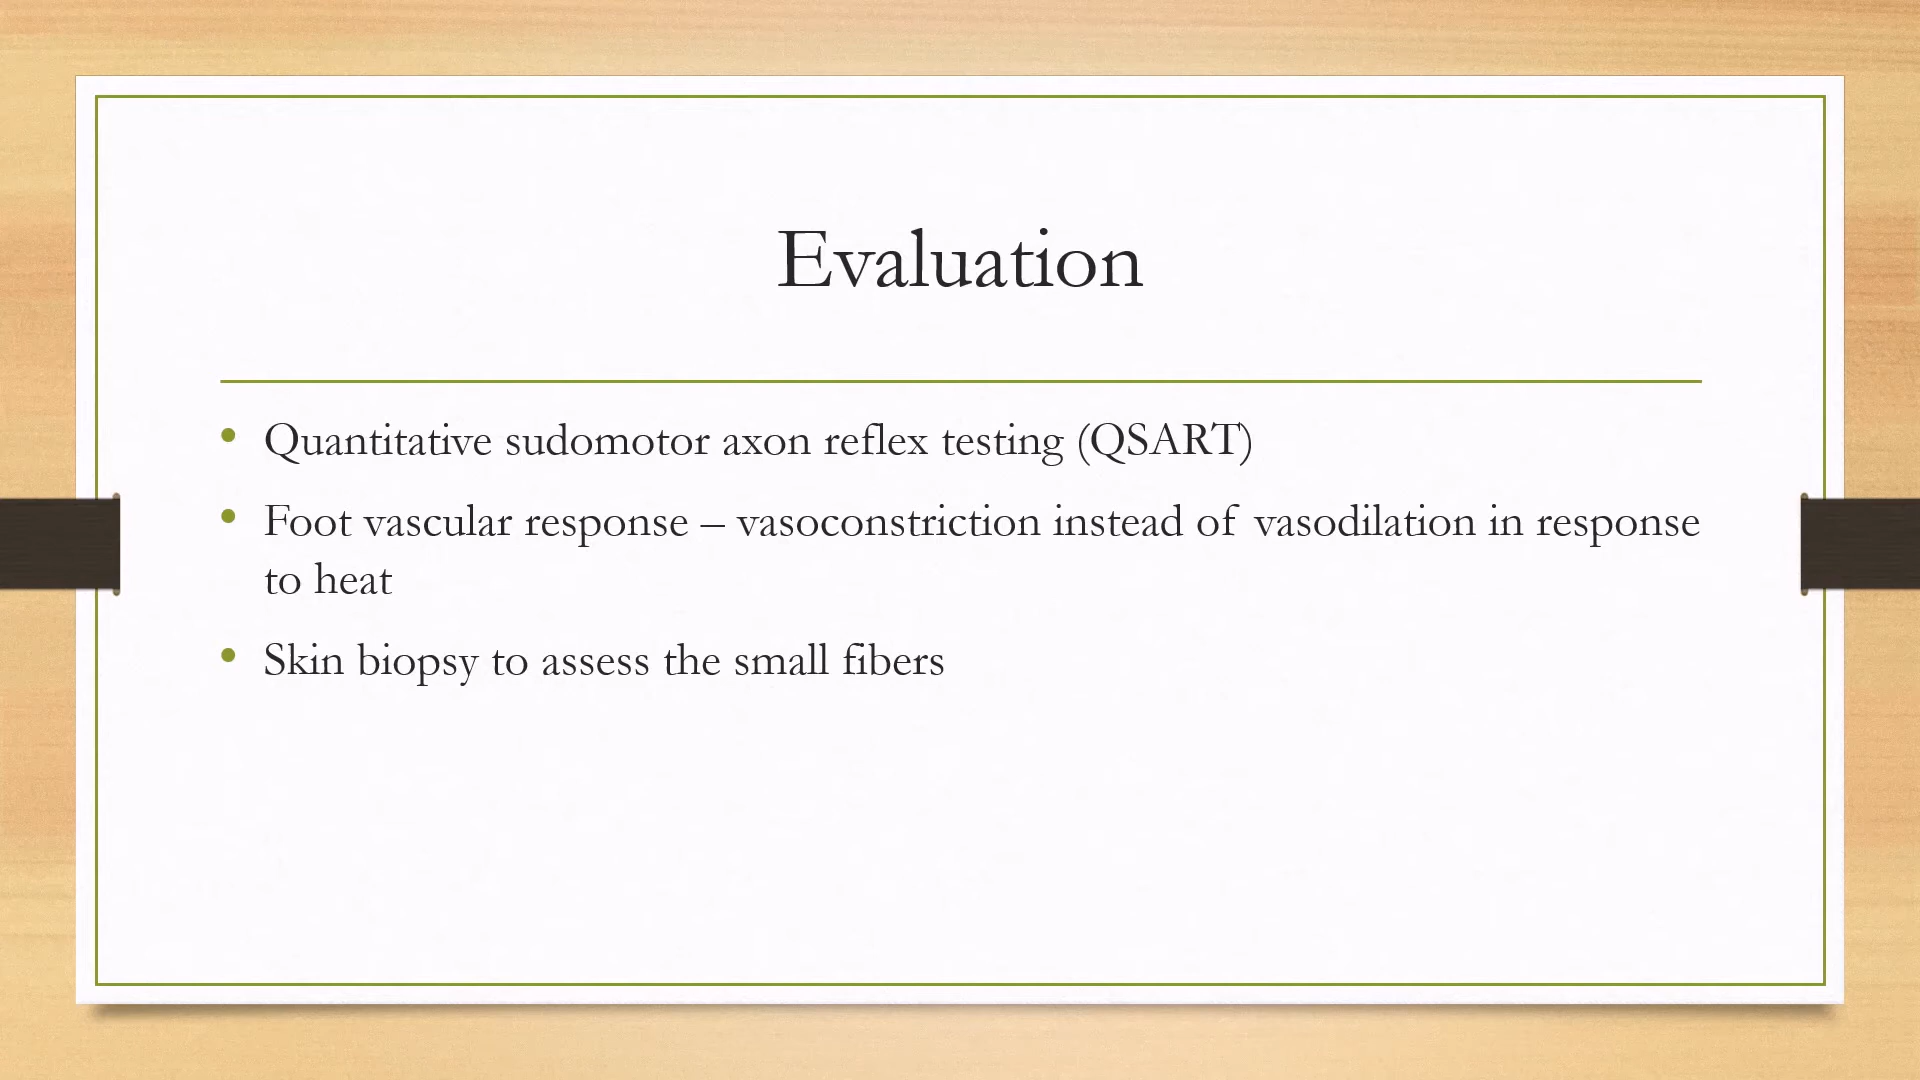 Evaluation
• Quantitative sudomotor axon reflex testing (QSART)
• Foot vascular response – vasoconstriction instead of vasodilation in response
to heat
• Skin biopsy to assess the small fibers